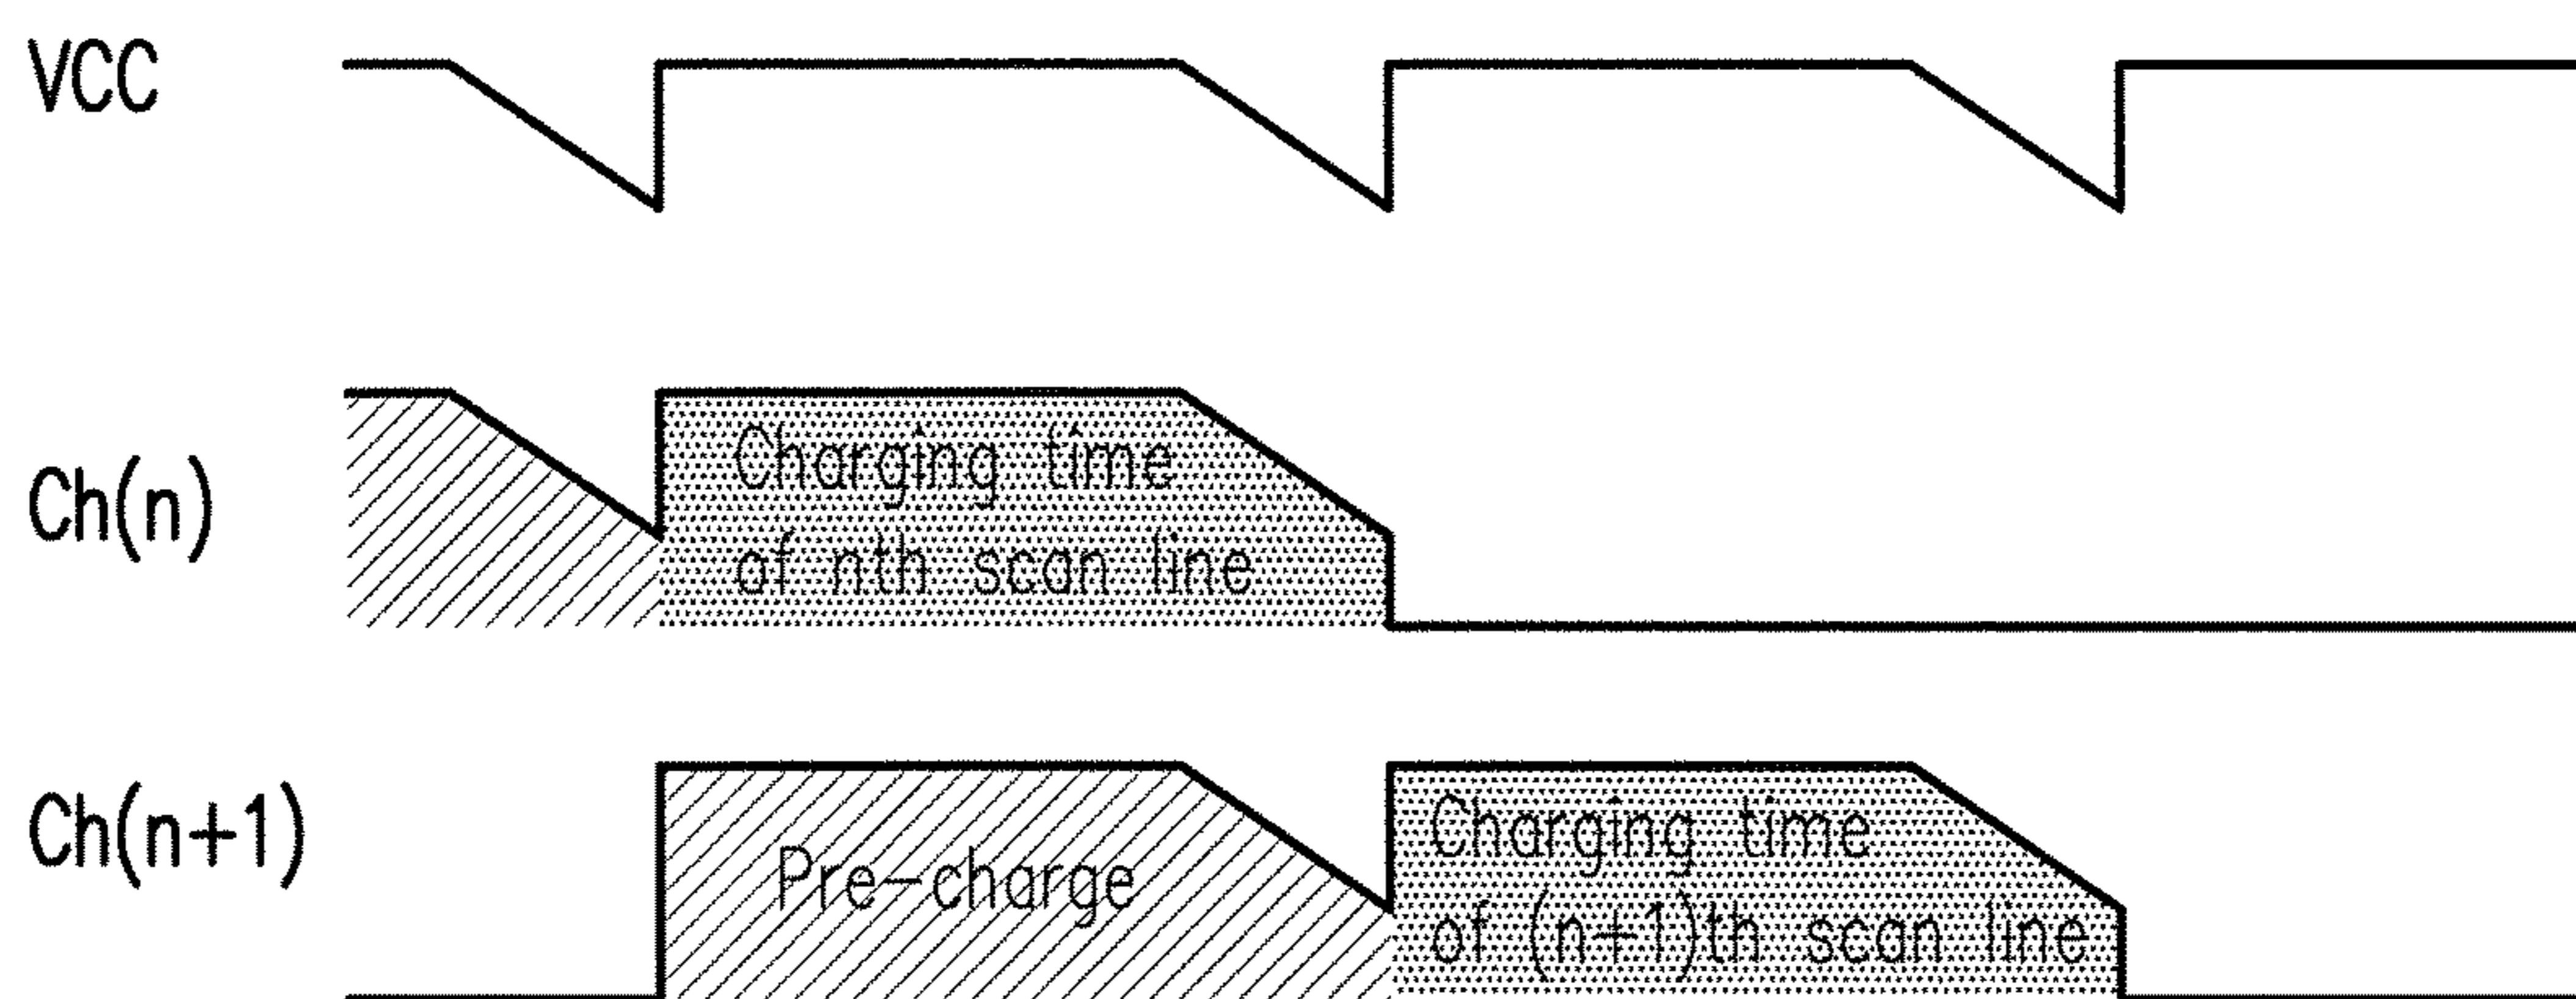 VCC
Ch(n)
Charging time
of nth scan line
Ch(n+1)
Pre-charge
Charging time
of (n+1)th scan line